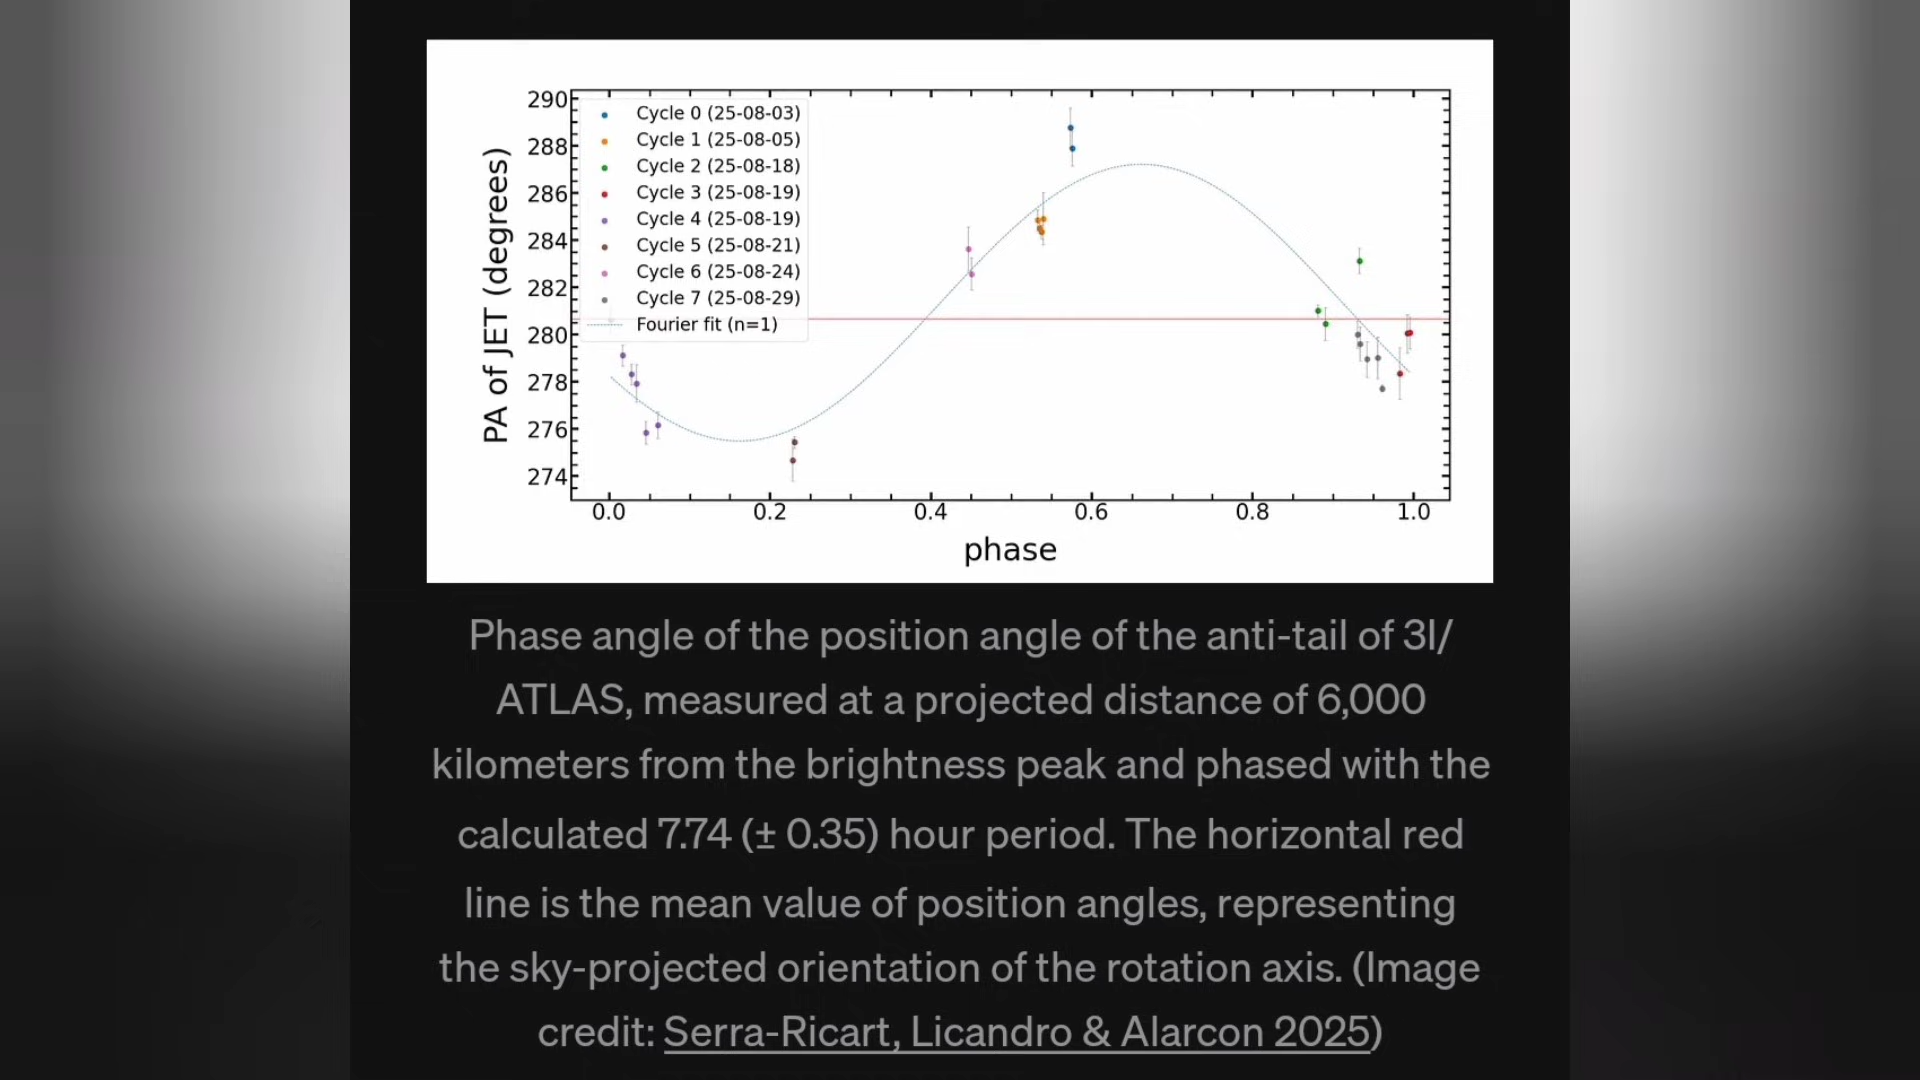 290
288
286
284
282
280
278
276
274
PA of JET (degrees)
Cycle 0 (25-08-03)
Cycle 1 (25-08-05)
Cycle 2 (25-08-18)
Cycle 3 (25-08-19)
Cycle 4 (25-08-19)
Cycle 5 (25-08-21)
Cycle 6 (25-08-24)
Cycle 7 (25-08-29)
Fourier fit (n=1)
0.0 0.2 0.4 0.6 0.8 1.0
phase
Phase angle of the position angle of the anti-tail of 3I/
ATLAS, measured at a projected distance of 6,000
kilometers from the brightness peak and phased with the
calculated 7.74 (± 0.35) hour period. The horizontal red
line is the mean value of position angles, representing
the sky-projected orientation of the rotation axis. (Image
credit: Serra-Ricart, Licandro & Alarcon 2025)